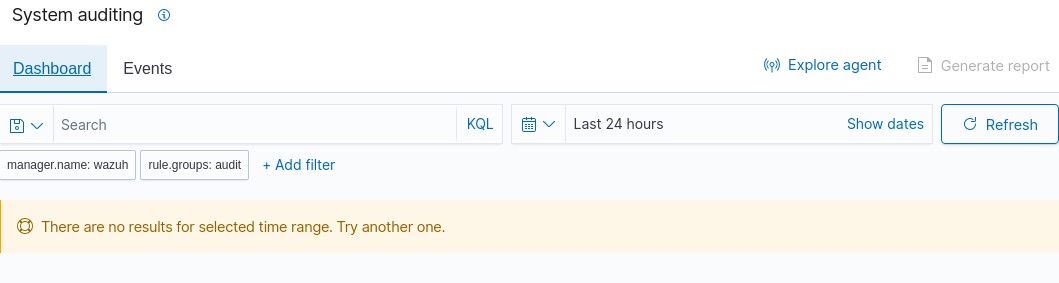 System auditing
Dashboard Events Explore agent Generate report
Search KQL Last 24 hours Show dates Refresh
manager.name: wazuh rule.groups: audit + Add filter
There are no results for selected time range. Try another one.